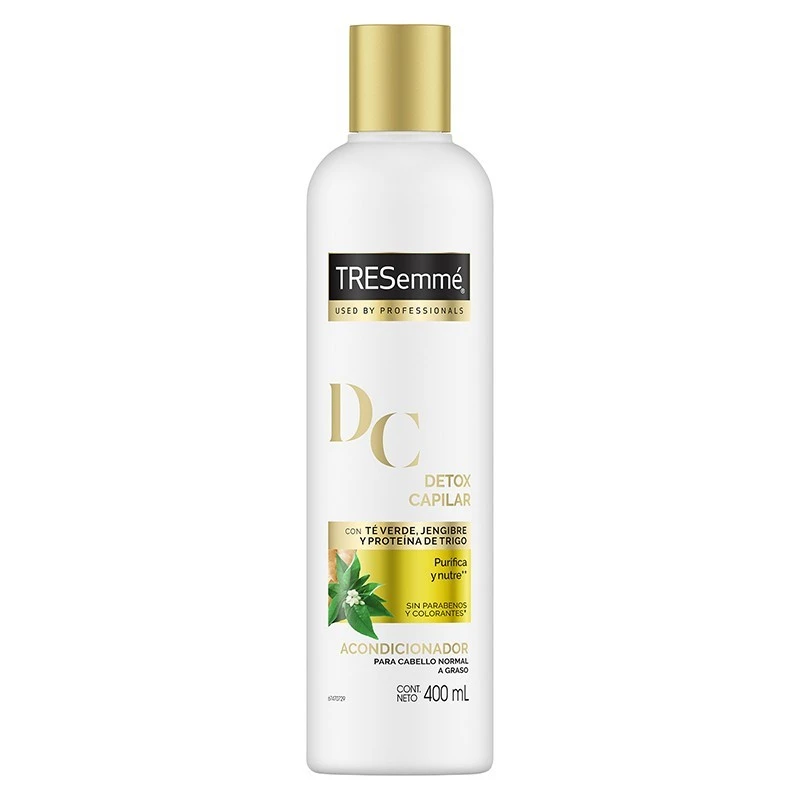 TRESemmé®
USED BY PROFESSIONALS
DC
DETOX
CAPILAR
CON TÉ VERDE, JENGIBRE
Y PROTEÍNA DE TRIGO
Purifica
y nutre**
SIN PARABENOS
Y COLORANTES*
ACONDICIONADOR
PARA CABELLO NORMAL
A GRASO
CONT.
NETO 400 mL